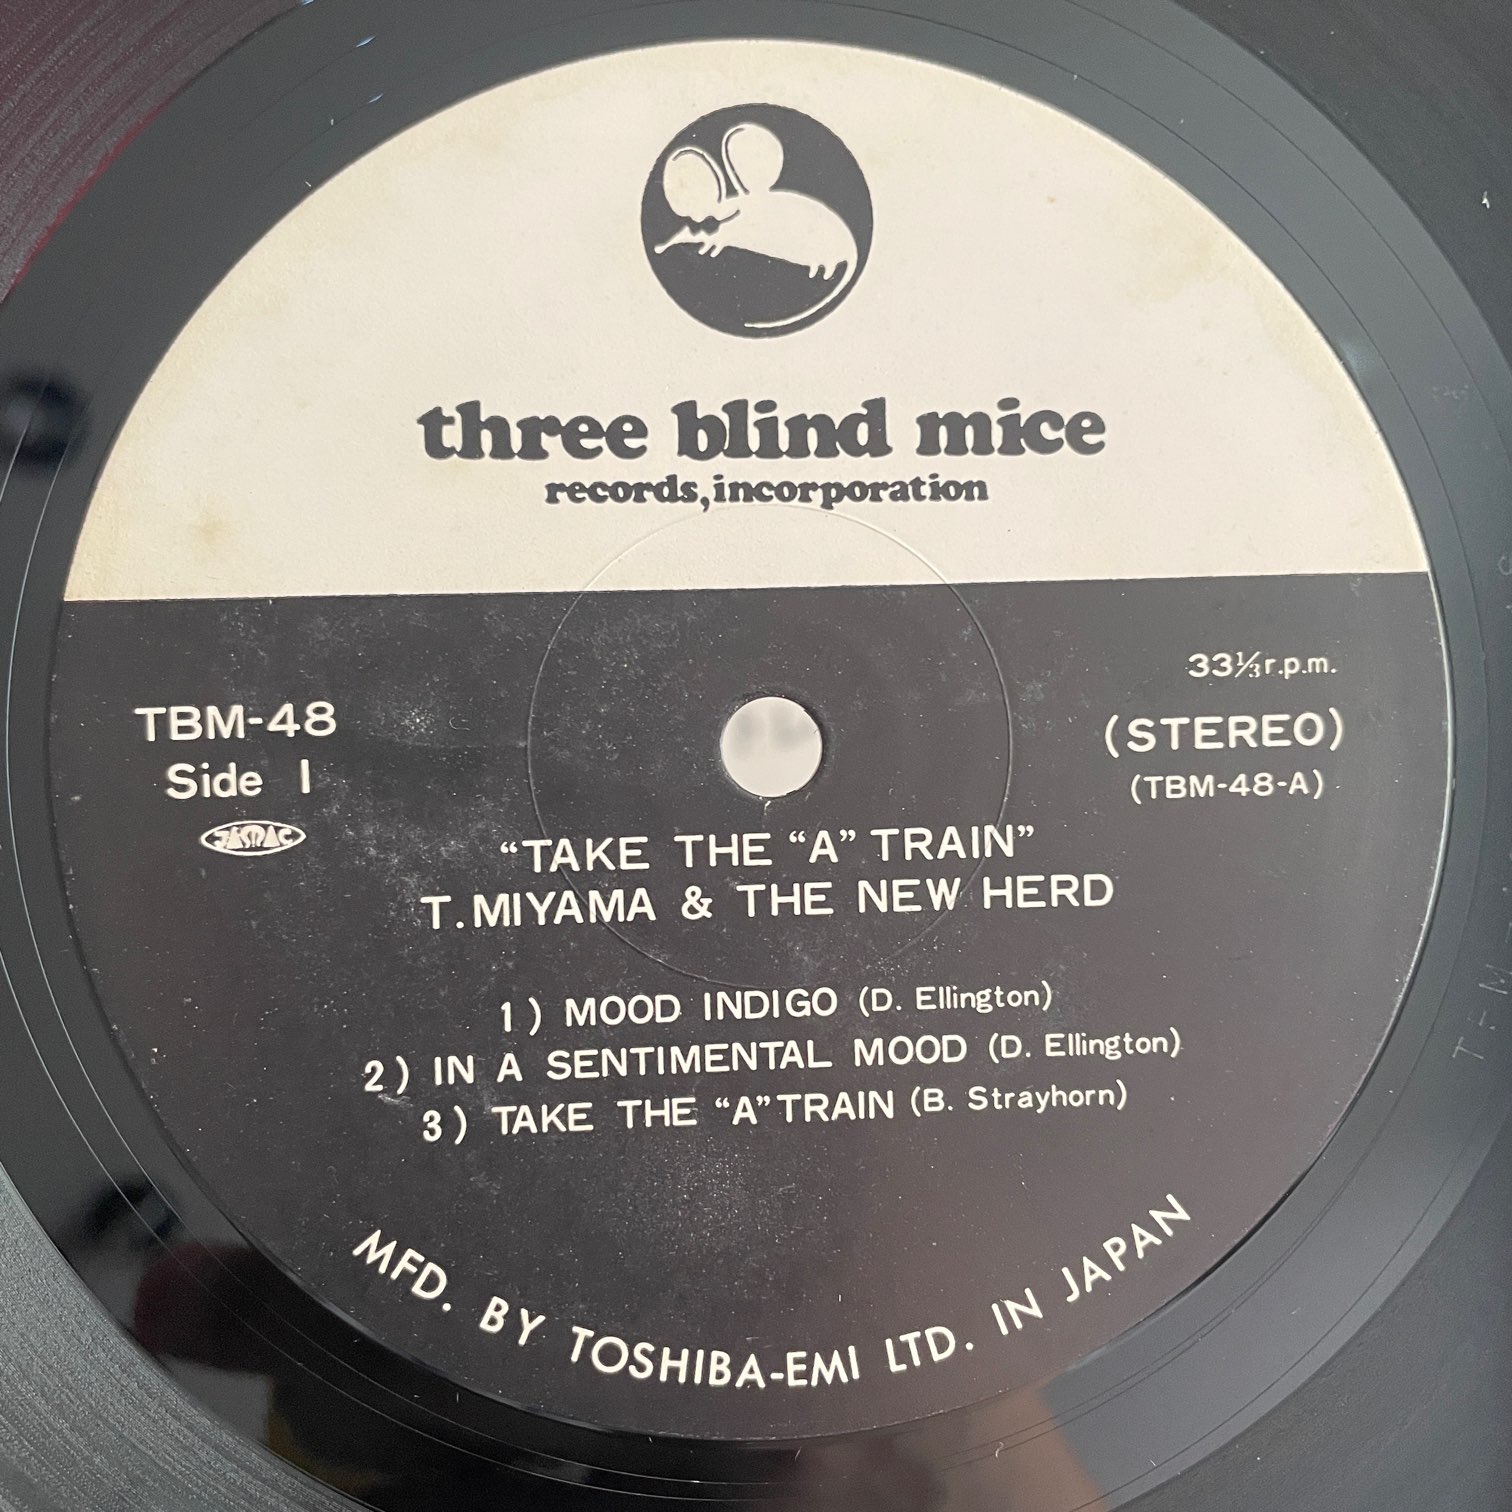 three blind mice
records, incorporation
33⅓ r.p.m.
TBM-48
(STEREO)
Side 1
(TBM-48-A)
JASRAC
“TAKE THE “A” TRAIN”
T. MIYAMA & THE NEW HERD
1) MOOD INDIGO (D. Ellington)
2) IN A SENTIMENTAL MOOD (D. Ellington)
3) TAKE THE “A” TRAIN (B. Strayhorn)
MFD. BY TOSHIBA-EMI LTD. IN JAPAN